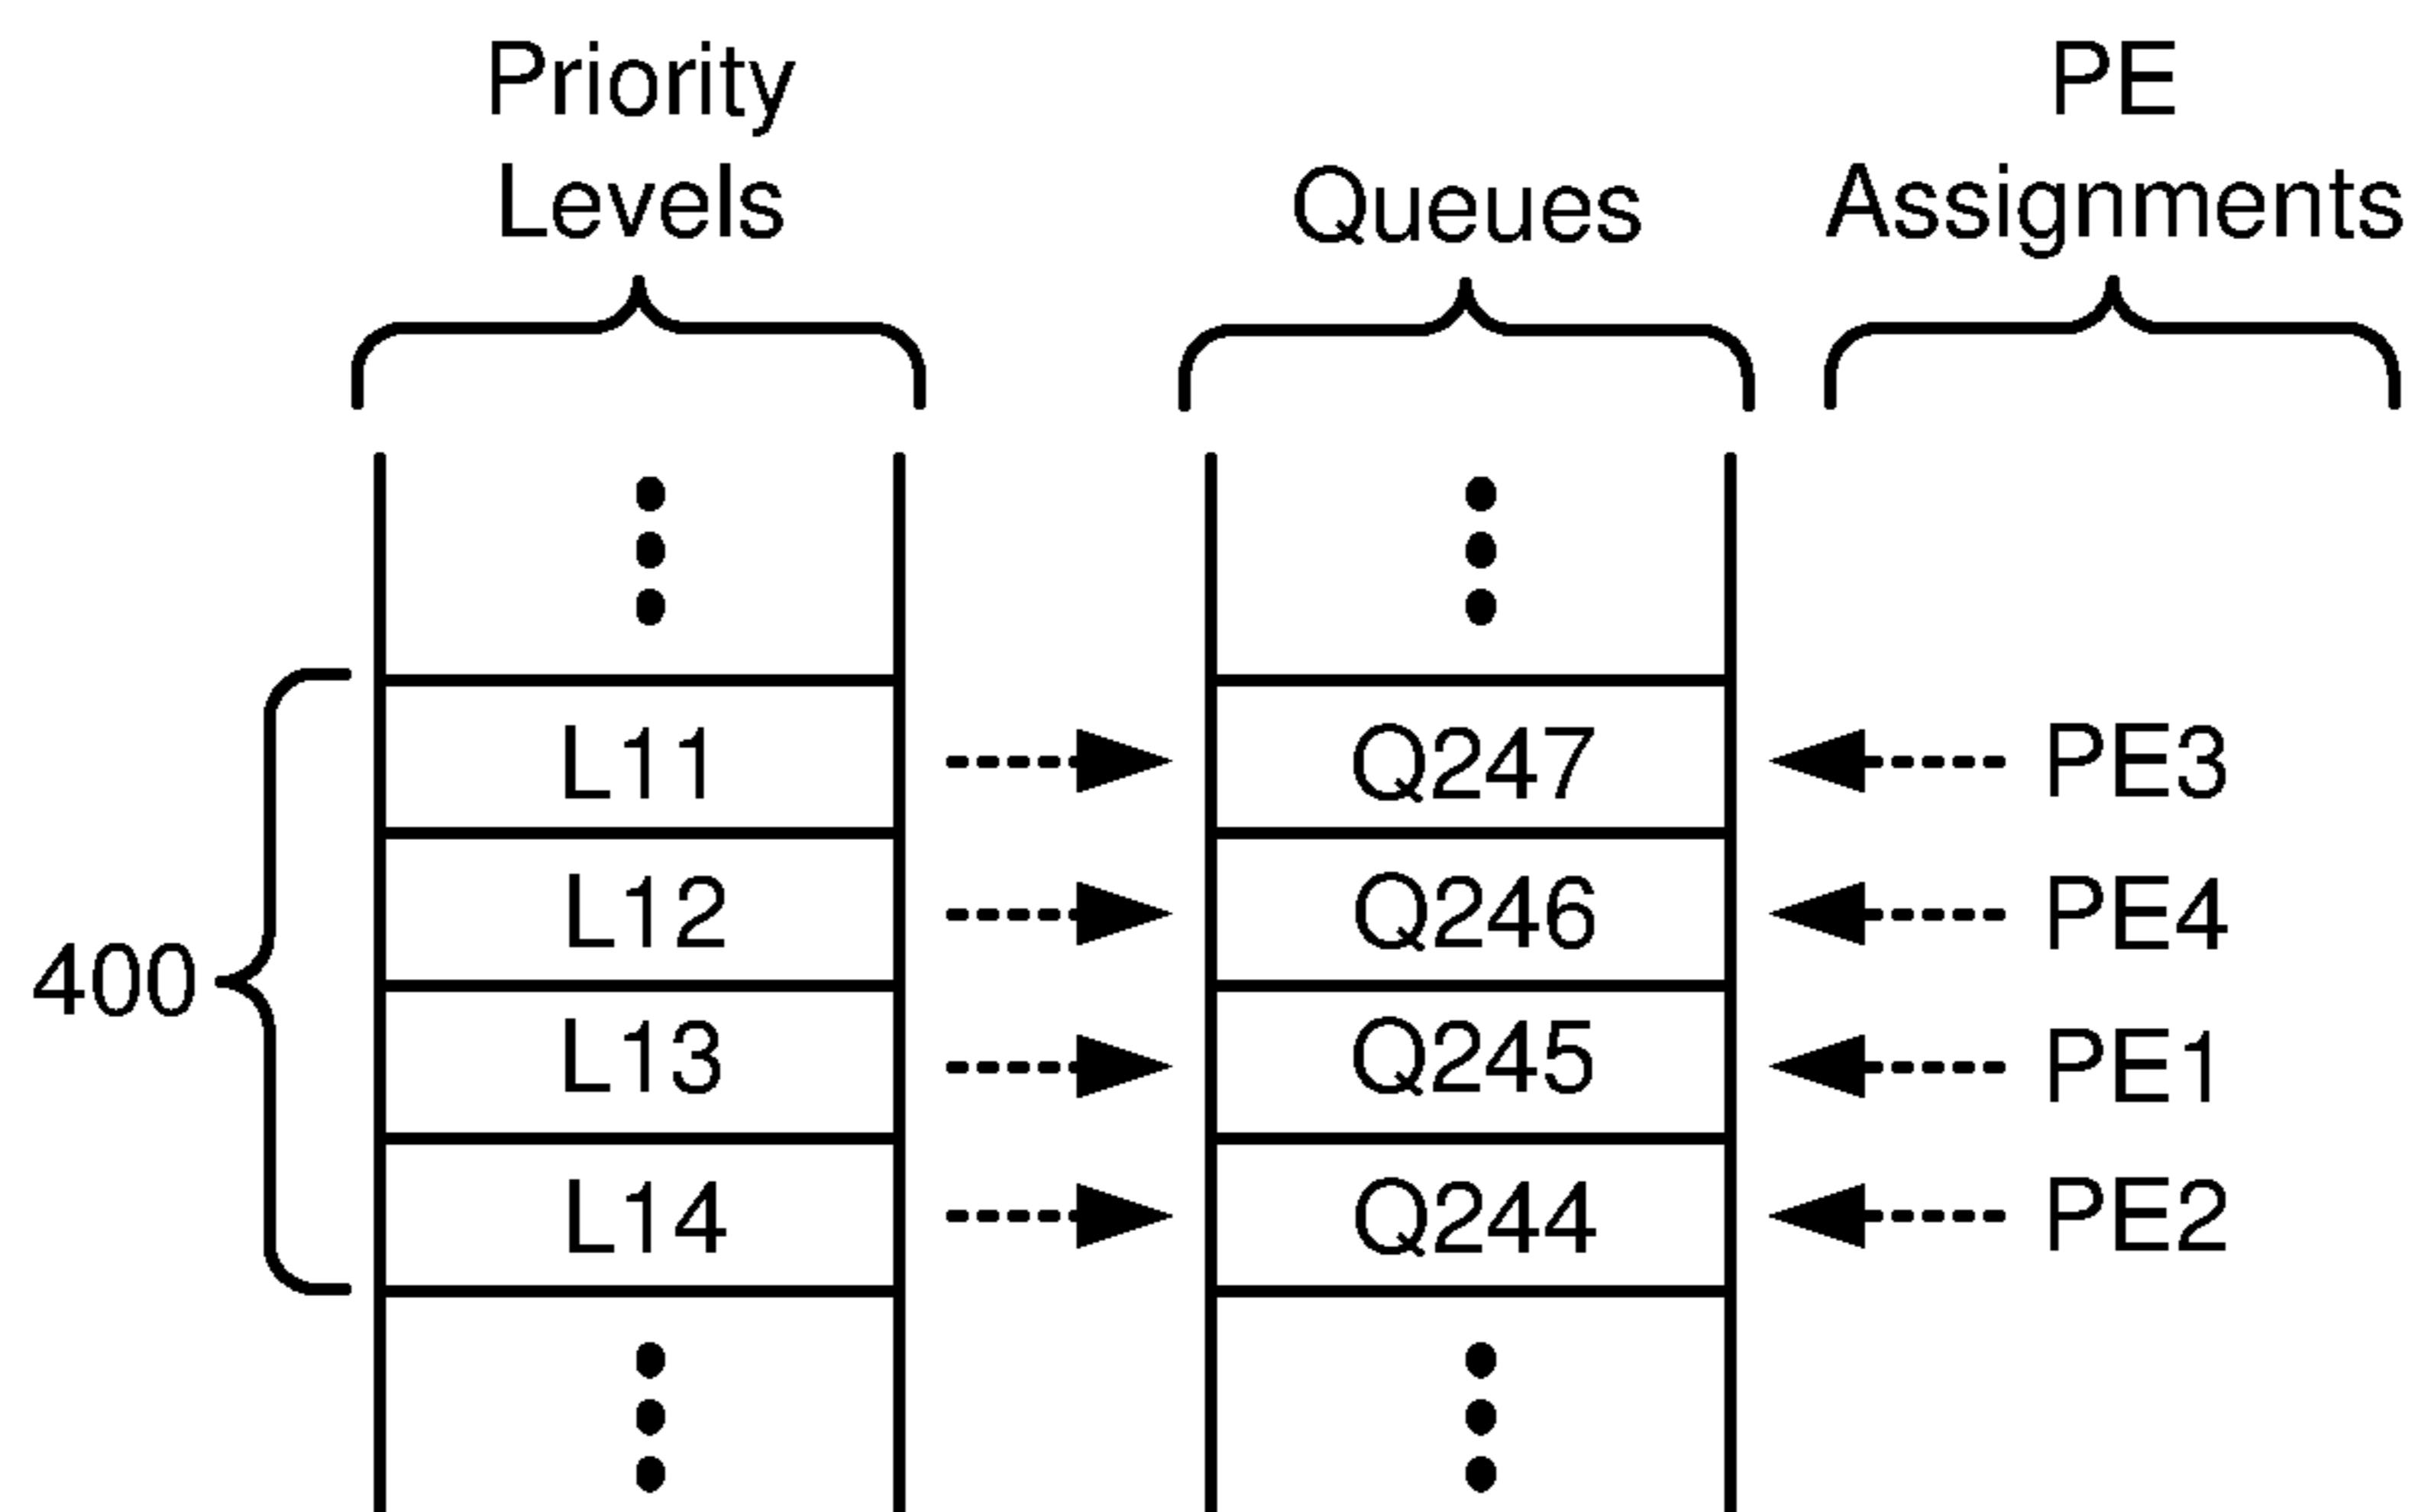 Priority
Levels
Queues
PE
Assignments
400
L11
Q247
PE3
L12
Q246
PE4
L13
Q245
PE1
L14
Q244
PE2